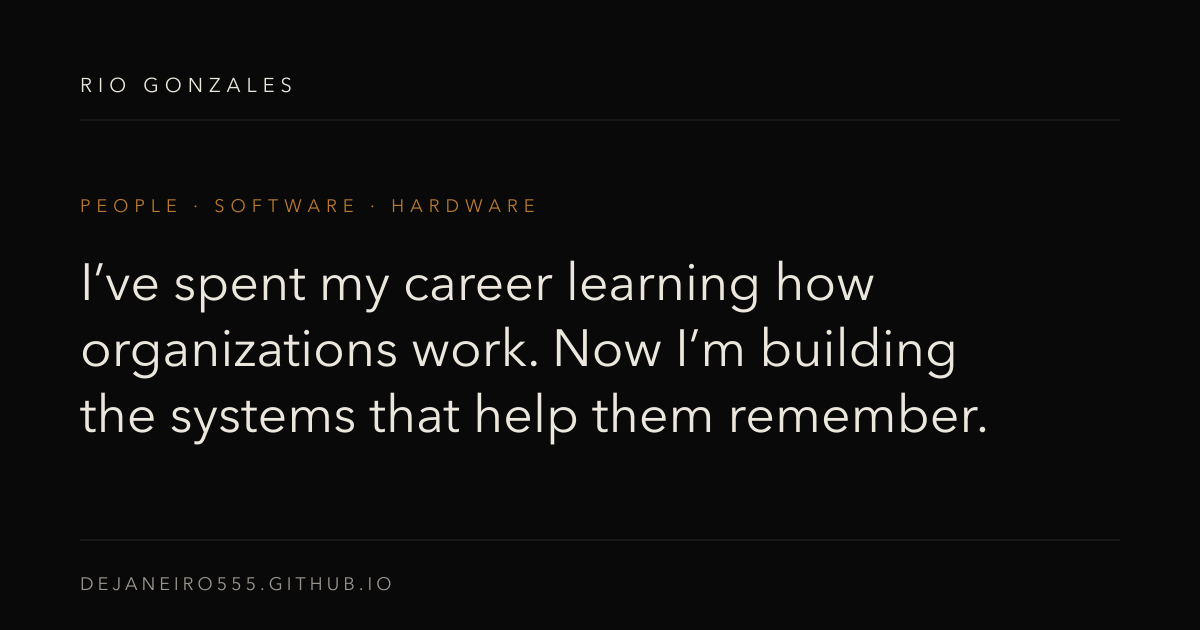 RIO GONZALES
PEOPLE · SOFTWARE · HARDWARE
I’ve spent my career learning how
organizations work. Now I’m building
the systems that help them remember.
DEJANEIRO555.GITHUB.IO